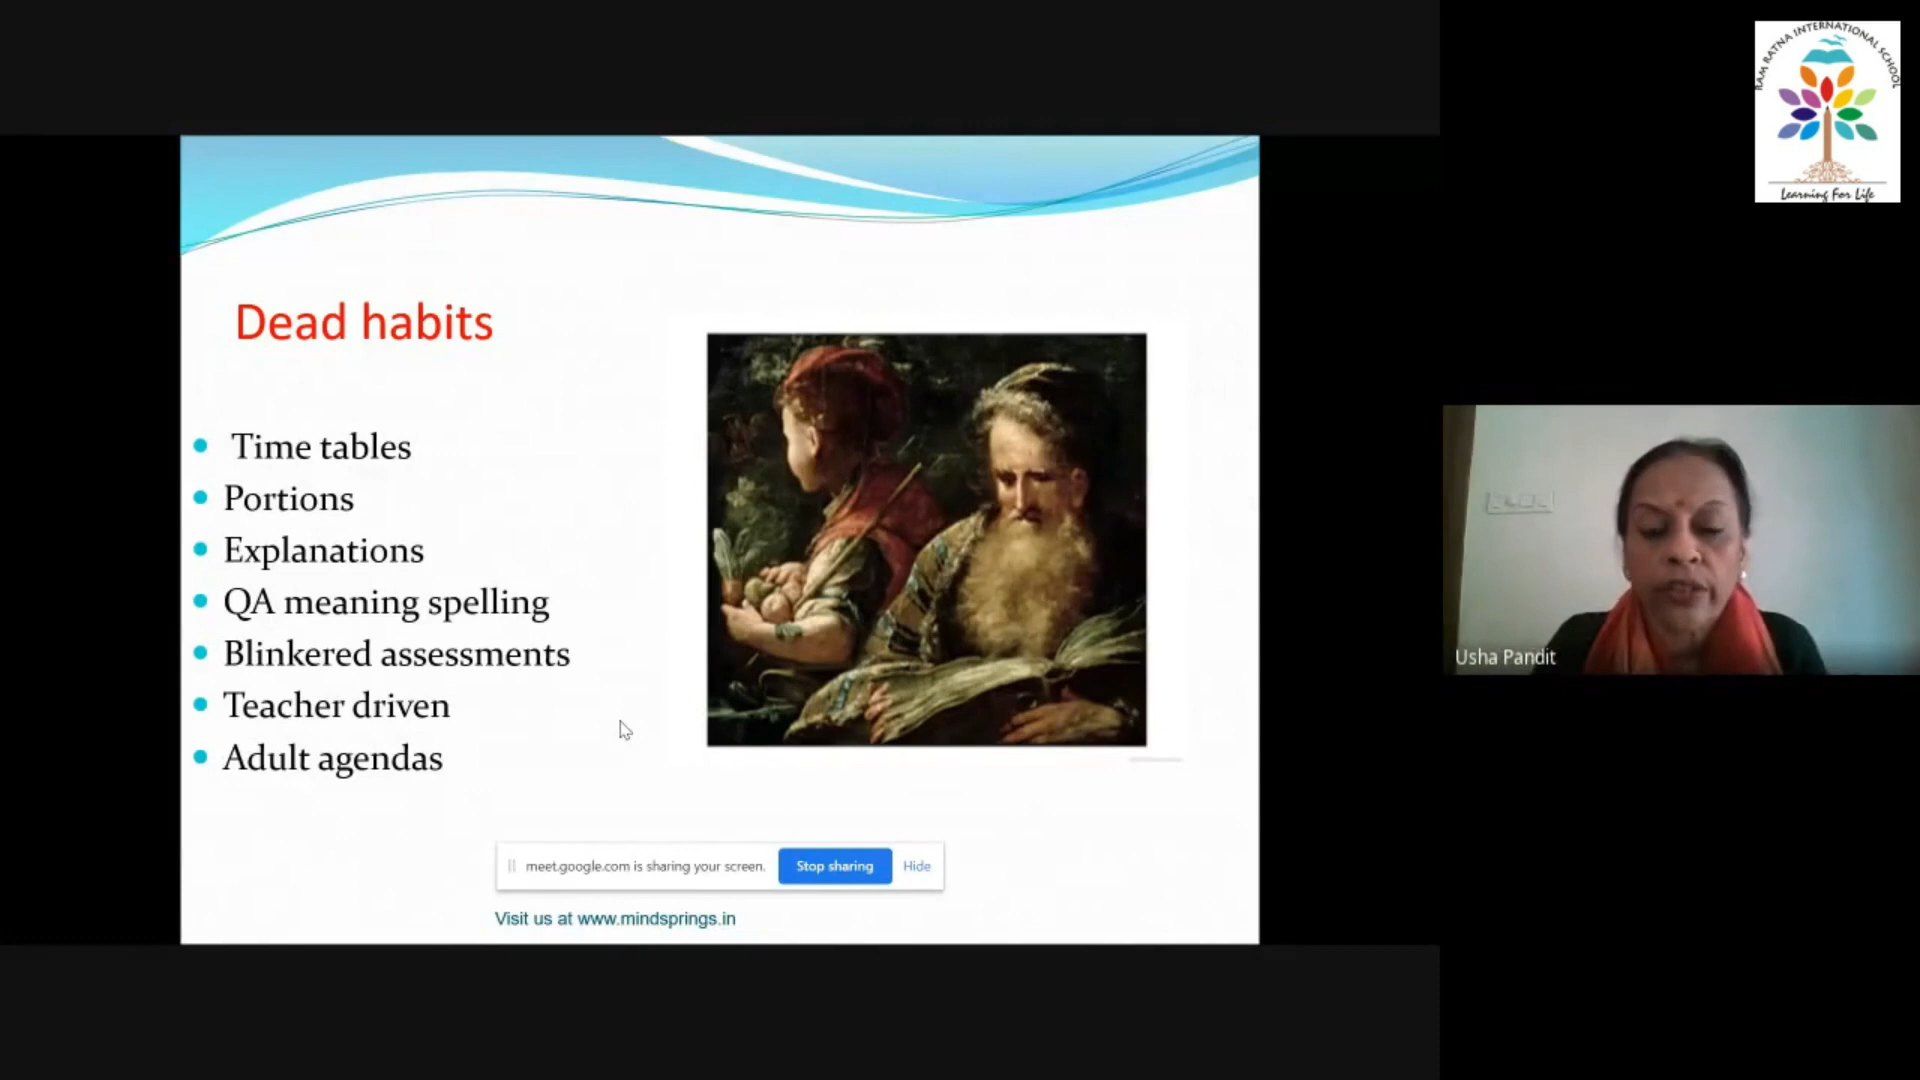 RAM RATNA INTERNATIONAL SCHOOL
Learning For Life
Dead habits
Time tables
Portions
Explanations
QA meaning spelling
Blinkered assessments
Teacher driven
Adult agendas
Usha Pandit
meet.google.com is sharing your screen. Stop sharing Hide
Visit us at www.mindsprings.in